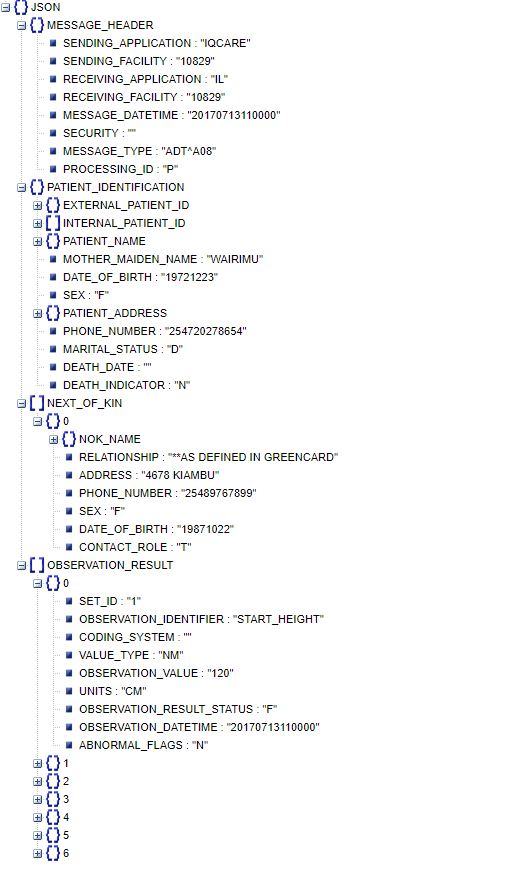 JSON
MESSAGE_HEADER
SENDING_APPLICATION : "IQCARE"
SENDING_FACILITY : "10829"
RECEIVING_APPLICATION : "IL"
RECEIVING_FACILITY : "10829"
MESSAGE_DATETIME : "20170713110000"
SECURITY : ""
MESSAGE_TYPE : "ADT^A08"
PROCESSING_ID : "P"
PATIENT_IDENTIFICATION
EXTERNAL_PATIENT_ID
INTERNAL_PATIENT_ID
PATIENT_NAME
MOTHER_MAIDEN_NAME : "WAIRIMU"
DATE_OF_BIRTH : "19721223"
SEX : "F"
PATIENT_ADDRESS
PHONE_NUMBER : "254720278654"
MARITAL_STATUS : "D"
DEATH_DATE : ""
DEATH_INDICATOR : "N"
NEXT_OF_KIN
0
NOK_NAME
RELATIONSHIP : "**AS DEFINED IN GREENCARD"
ADDRESS : "4678 KIAMBU"
PHONE_NUMBER : "25489767899"
SEX : "F"
DATE_OF_BIRTH : "19871022"
CONTACT_ROLE : "T"
OBSERVATION_RESULT
0
SET_ID : "1"
OBSERVATION_IDENTIFIER : "START_HEIGHT"
CODING_SYSTEM : ""
VALUE_TYPE : "NM"
OBSERVATION_VALUE : "120"
UNITS : "CM"
OBSERVATION_RESULT_STATUS : "F"
OBSERVATION_DATETIME : "20170713110000"
ABNORMAL_FLAGS : "N"
1
2
3
4
5
6